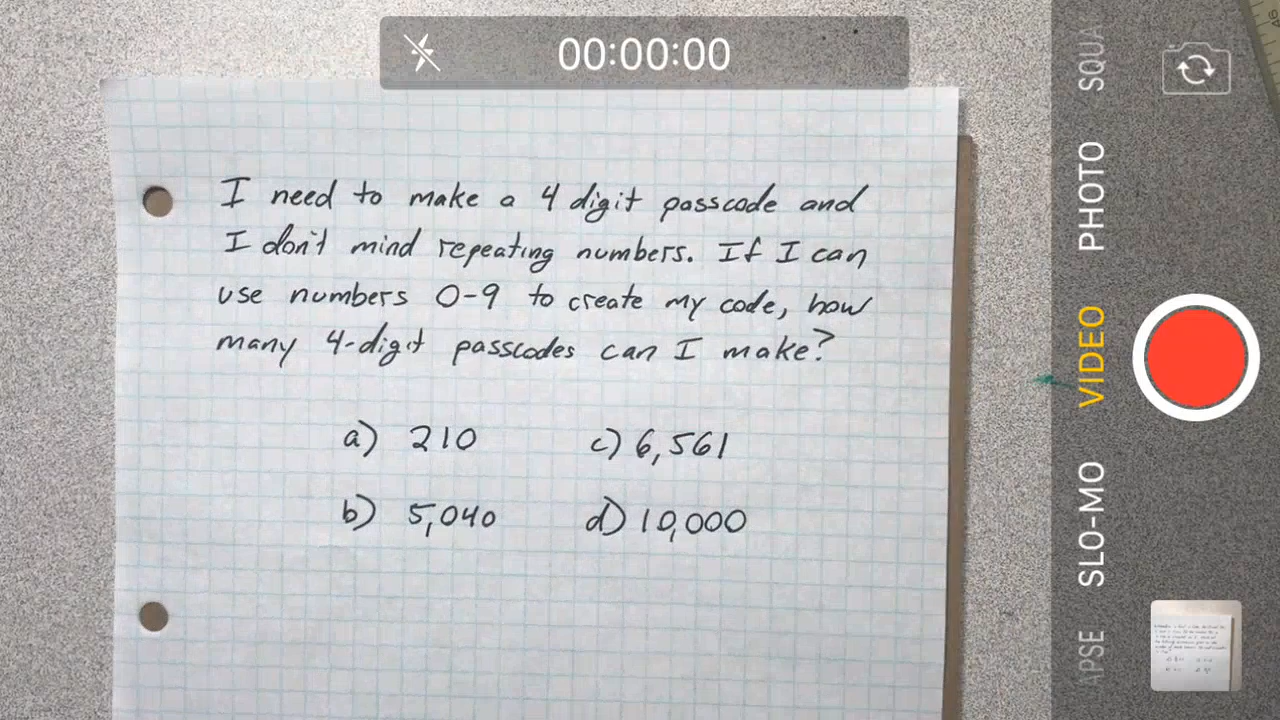 00:00:00
I need to make a 4 digit passcode and
I don't mind repeating numbers. If I can
use numbers 0-9 to create my code, how
many 4-digit passcodes can I make?
a) 210 c) 6,561
b) 5,040 d) 10,000
SQUA
PHOTO
VIDEO
SLO-MO
APSE